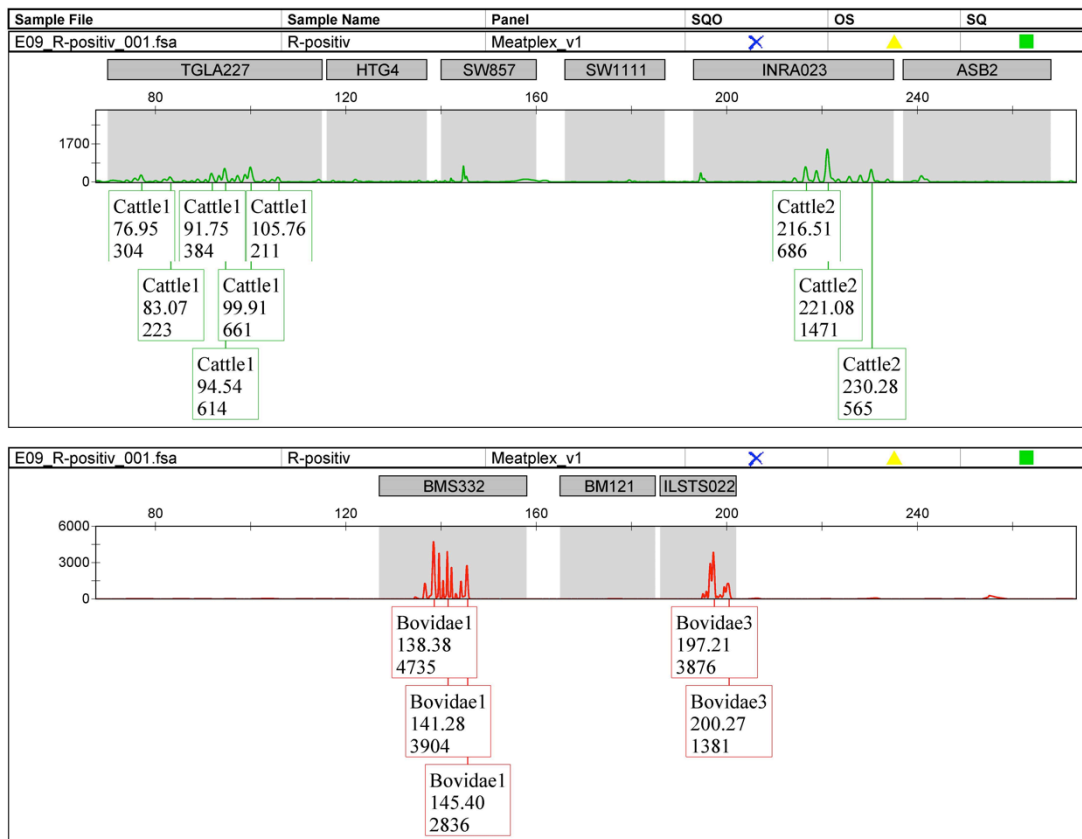 Sample File Sample Name Panel SQO OS SQ
E09_R-positiv_001.fsa R-positiv Meatplex_v1
TGLA227 HTG4 SW857 SW1111 INRA023 ASB2
80 120 160 200 240
1700
0
Cattle1 Cattle1 Cattle1 Cattle2
76.95 91.75 105.76 216.51
304 384 211 686
Cattle1 Cattle1 Cattle2
83.07 99.91 221.08
223 661 1471
Cattle1 Cattle2
94.54 230.28
614 565
E09_R-positiv_001.fsa R-positiv Meatplex_v1
BMS332 BM121 ILSTS022
80 120 160 200 240
6000
3000
0
Bovidae1 Bovidae3
138.38 197.21
4735 3876
Bovidae1 Bovidae3
141.28 200.27
3904 1381
Bovidae1
145.40
2836